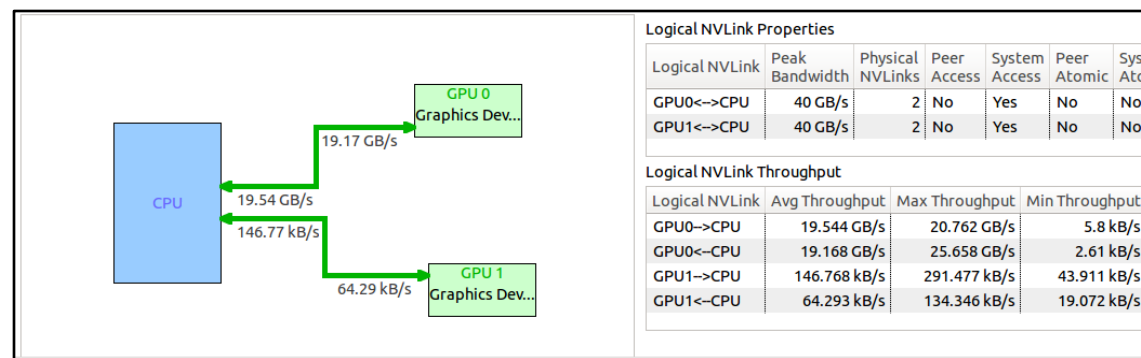 GPU 0
Graphics Dev...
19.17 GB/s
CPU
19.54 GB/s
146.77 kB/s
GPU 1
Graphics Dev...
64.29 kB/s
Logical NVLink Properties
Logical NVLink Peak Bandwidth Physical NVLinks Peer Access System Access Peer Atomic Sys Ato
GPU0<-->CPU 40 GB/s 2 No Yes No No
GPU1<-->CPU 40 GB/s 2 No Yes No No
Logical NVLink Throughput
Logical NVLink Avg Throughput Max Throughput Min Throughput
GPU0-->CPU 19.544 GB/s 20.762 GB/s 5.8 kB/s
GPU0<--CPU 19.168 GB/s 25.658 GB/s 2.61 kB/s
GPU1-->CPU 146.768 kB/s 291.477 kB/s 43.911 kB/s
GPU1<--CPU 64.293 kB/s 134.346 kB/s 19.072 kB/s